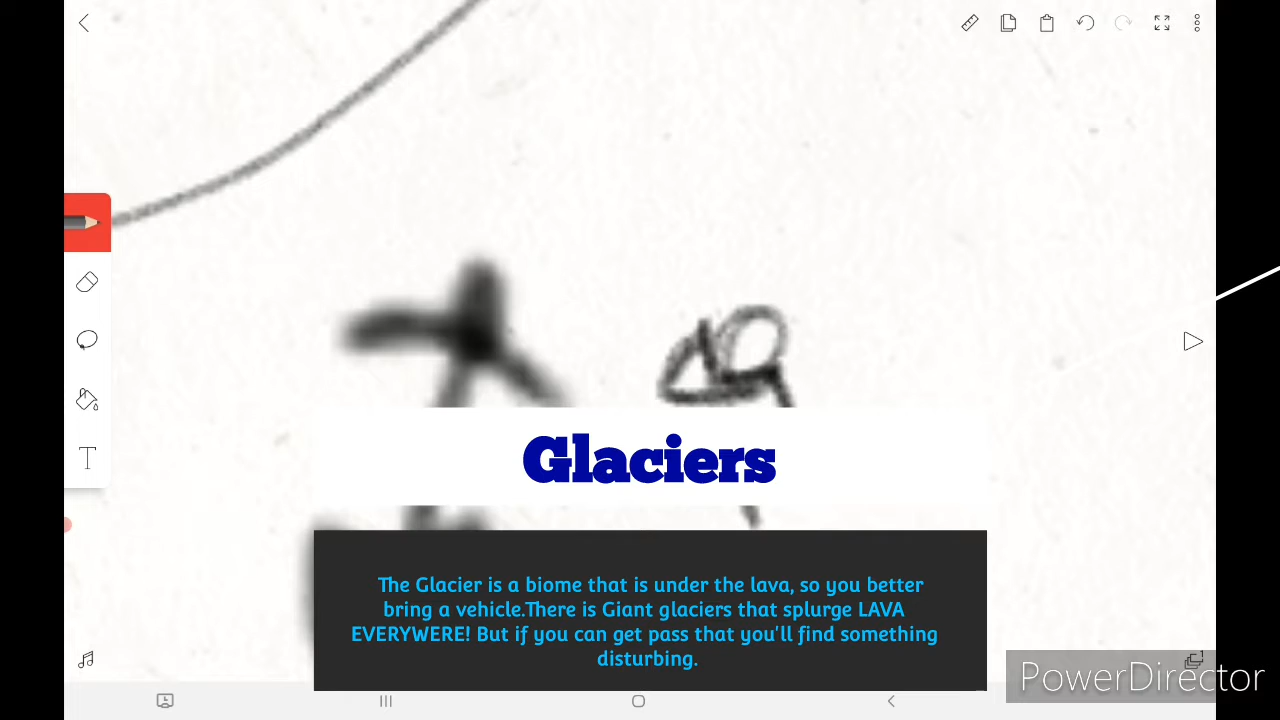 Glaciers
The Glacier is a biome that is under the lava, so you better
bring a vehicle.There is Giant glaciers that splurge LAVA
EVERYWERE! But if you can get pass that you'll find something
disturbing.
T
1
PowerDirector